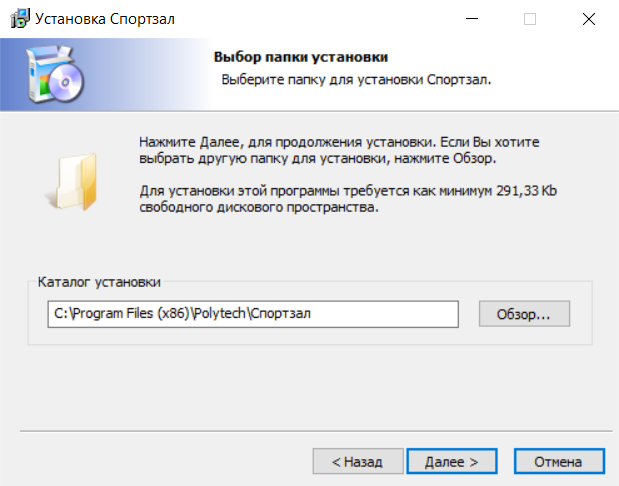 Установка Спортзал
Выбор папки установки
Выберите папку для установки Спортзал.
Нажмите Далее, для продолжения установки. Если Вы хотите
выбрать другую папку для установки, нажмите Обзор.
Для установки этой программы требуется как минимум 291,33 Kb
свободного дискового пространства.
Каталог установки
C:\Program Files (x86)\Polytech\Спортзал
Обзор...
< Назад
Далее >
Отмена